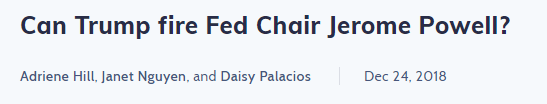 Can Trump fire Fed Chair Jerome Powell?
Adriene Hill, Janet Nguyen, and Daisy Palacios Dec 24, 2018